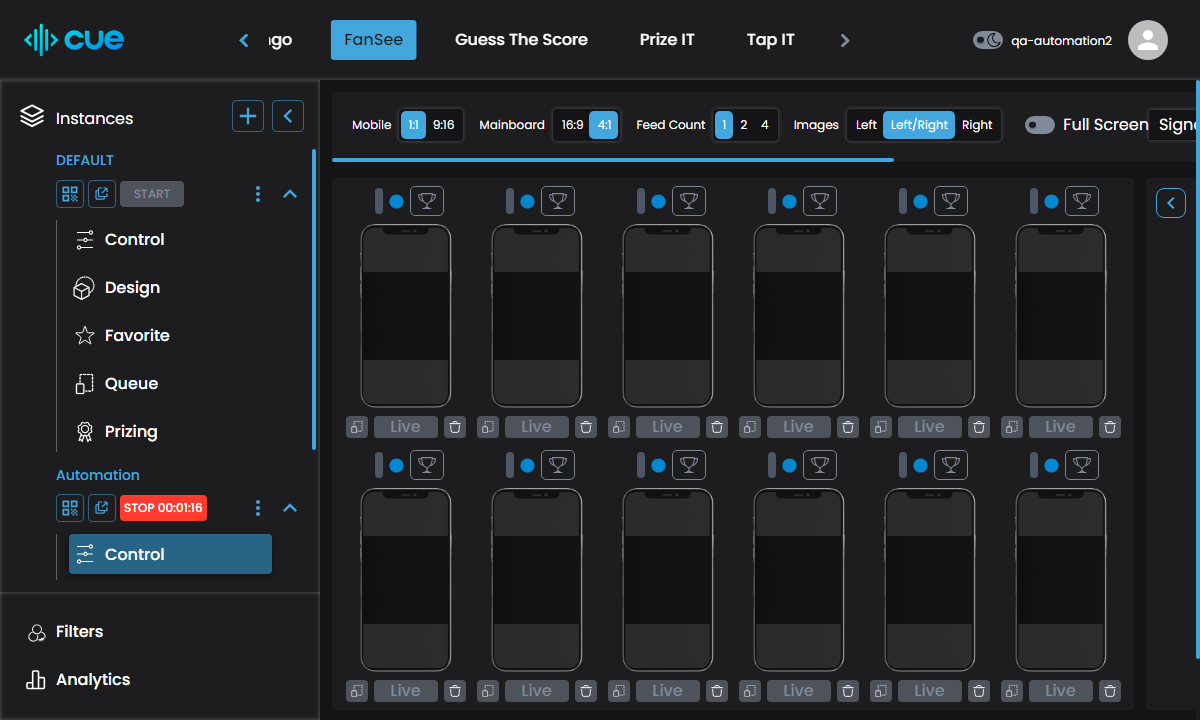 cue
FanSee
Guess The Score
Prize IT
Tap IT
qa-automation2
Instances
DEFAULT
START
Control
Design
Favorite
Queue
Prizing
Automation
STOP 00:01:16
Control
Filters
Analytics
Mobile 1:1 9:16
Mainboard 16:9 4:1
Feed Count 1 2 4
Images Left Left/Right Right
Full Screen
Live Live Live Live Live Live
Live Live Live Live Live Live